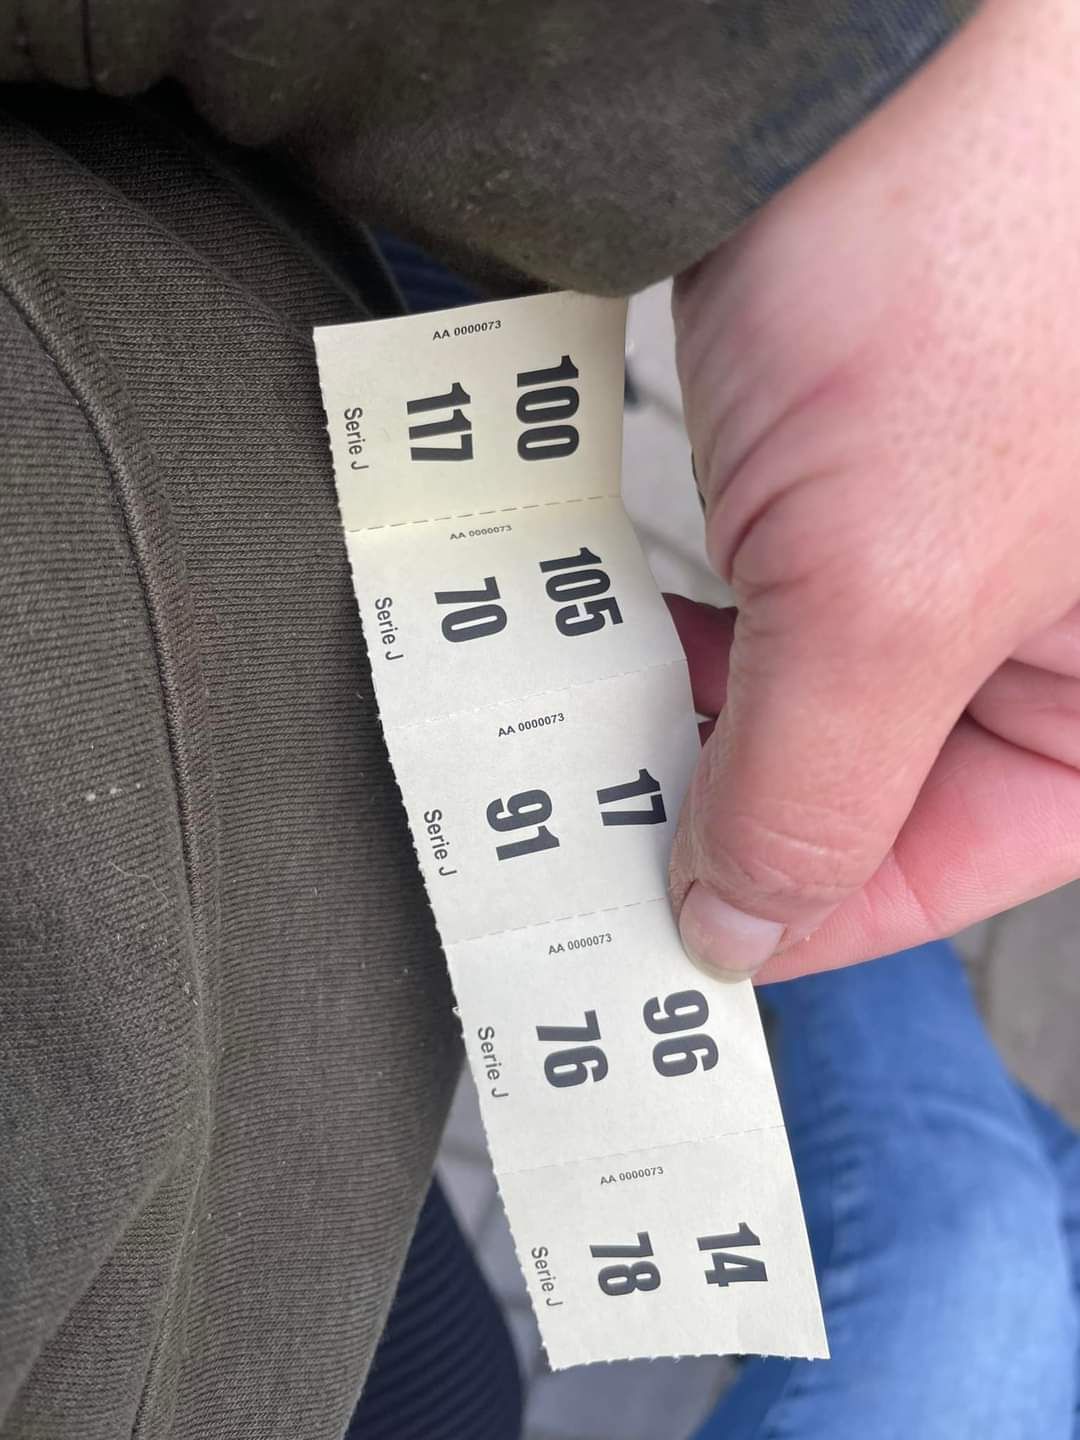 AA 0000073
100
117
Serie J
AA 0000073
105
70
Serie J
AA 0000073
17
91
Serie J
AA 0000073
96
76
Serie J
AA 0000073
14
78
Serie J